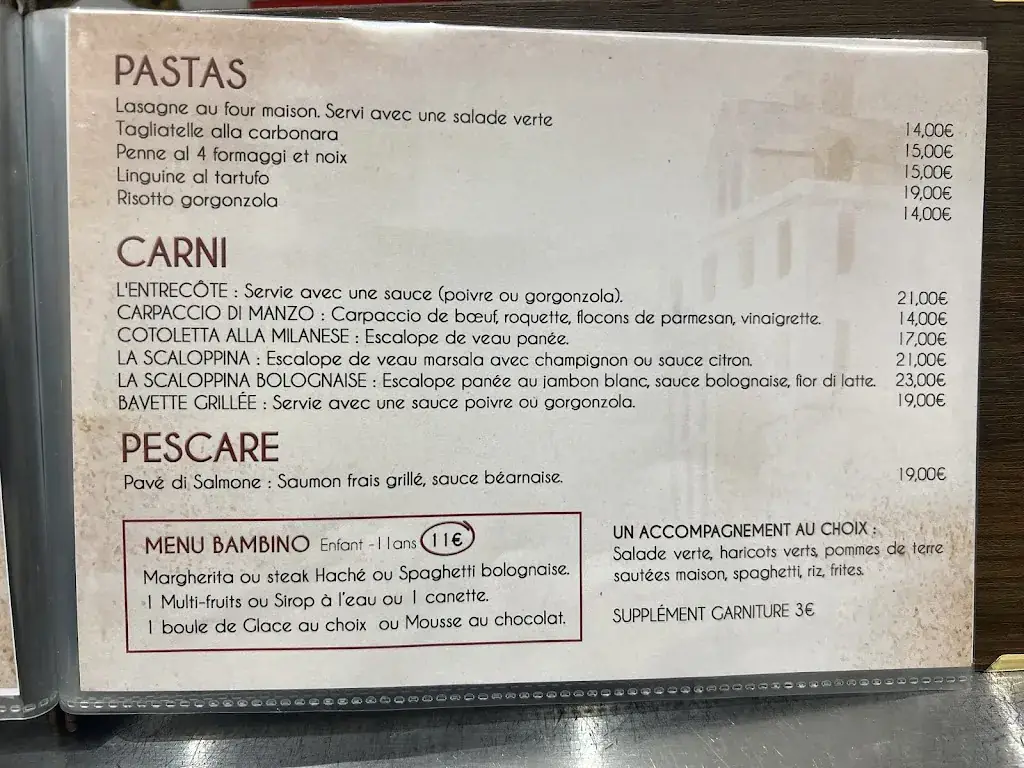 PASTAS
Lasagne au four maison. Servi avec une salade verte 14,00€
Tagliatelle alla carbonara 15,00€
Penne al 4 formaggi et noix 15,00€
Linguine al tartufo 19,00€
Risotto gorgonzola 14,00€
CARNI
L'ENTRECÔTE : Servie avec une sauce (poivre ou gorgonzola). 21,00€
CARPACCIO DI MANZO : Carpaccio de bœuf, roquette, flocons de parmesan, vinaigrette. 14,00€
COTOLETTA ALLA MILANESE : Escalope de veau panée. 17,00€
LA SCALOPPINA : Escalope de veau marsala avec champignon ou sauce citron. 21,00€
LA SCALOPPINA BOLOGNAISE : Escalope panée au jambon blanc, sauce bolognaise, fior di latte. 23,00€
BAVETTE GRILLÉE : Servie avec une sauce poivre ou gorgonzola. 19,00€
PESCARE
Pavé di Salmone : Saumon frais grillé, sauce béarnaise. 19,00€
MENU BAMBINO Enfant -11ans 11€
Margherita ou steak Haché ou Spaghetti bolognaise.
1 Multi-fruits ou Sirop à l'eau ou 1 canette.
1 boule de Glace au choix ou Mousse au chocolat.
UN ACCOMPAGNEMENT AU CHOIX :
Salade verte, haricots verts, pommes de terre
sautées maison, spaghetti, riz, frites.
SUPPLÉMENT GARNITURE 3€